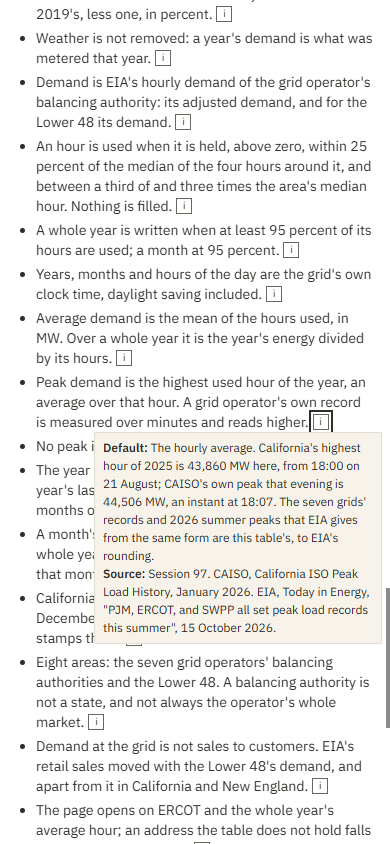 2019's, less one, in percent. i
Weather is not removed: a year's demand is what was
metered that year. i
Demand is EIA's hourly demand of the grid operator's
balancing authority: its adjusted demand, and for the
Lower 48 its demand. i
An hour is used when it is held, above zero, within 25
percent of the median of the four hours around it, and
between a third of and three times the area's median
hour. Nothing is filled. i
A whole year is written when at least 95 percent of its
hours are used; a month at 95 percent. i
Years, months and hours of the day are the grid's own
clock time, daylight saving included. i
Average demand is the mean of the hours used, in
MW. Over a whole year it is the year's energy divided
by its hours. i
Peak demand is the highest used hour of the year, an
average over that hour. A grid operator's own record
is measured over minutes and reads higher. i
No peak i
The year
year's las
months o
A month's
whole yea
that mont
California
Decembe
stamps th
Default: The hourly average. California's highest
hour of 2025 is 43,860 MW here, from 18:00 on
21 August; CAISO's own peak that evening is
44,506 MW, an instant at 18:07. The seven grids'
records and 2026 summer peaks that EIA gives
from the same form are this table's, to EIA's
rounding.
Source: Session 97. CAISO, California ISO Peak
Load History, January 2026. EIA, Today in Energy,
"PJM, ERCOT, and SWPP all set peak load records
this summer", 15 October 2026.
Eight areas: the seven grid operators' balancing
authorities and the Lower 48. A balancing authority is
not a state, and not always the operator's whole
market. i
Demand at the grid is not sales to customers. EIA's
retail sales moved with the Lower 48's demand, and
apart from it in California and New England. i
The page opens on ERCOT and the whole year's
average hour; an address the table does not hold falls